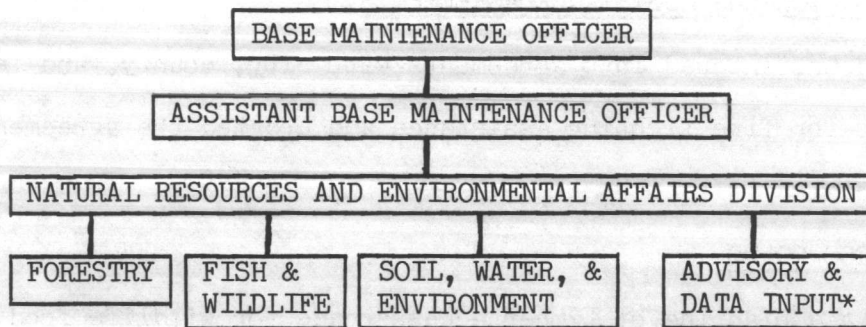 BASE MAINTENANCE OFFICER
ASSISTANT BASE MAINTENANCE OFFICER
NATURAL RESOURCES AND ENVIRONMENTAL AFFAIRS DIVISION
FORESTRY
FISH &
WILDLIFE
SOIL, WATER, &
ENVIRONMENT
ADVISORY &
DATA INPUT*